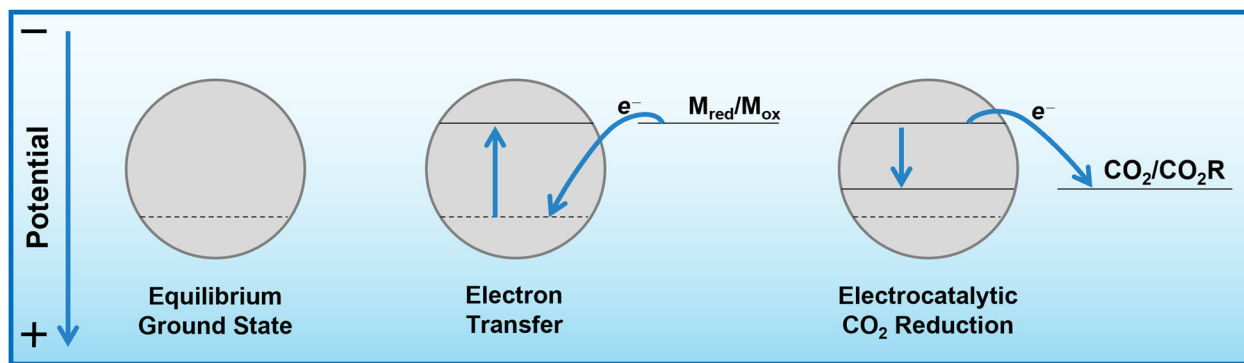 −
Potential
+
Equilibrium
Ground State
e⁻
M_red/M_ox
Electron
Transfer
e⁻
CO₂/CO₂R
Electrocatalytic
CO₂ Reduction